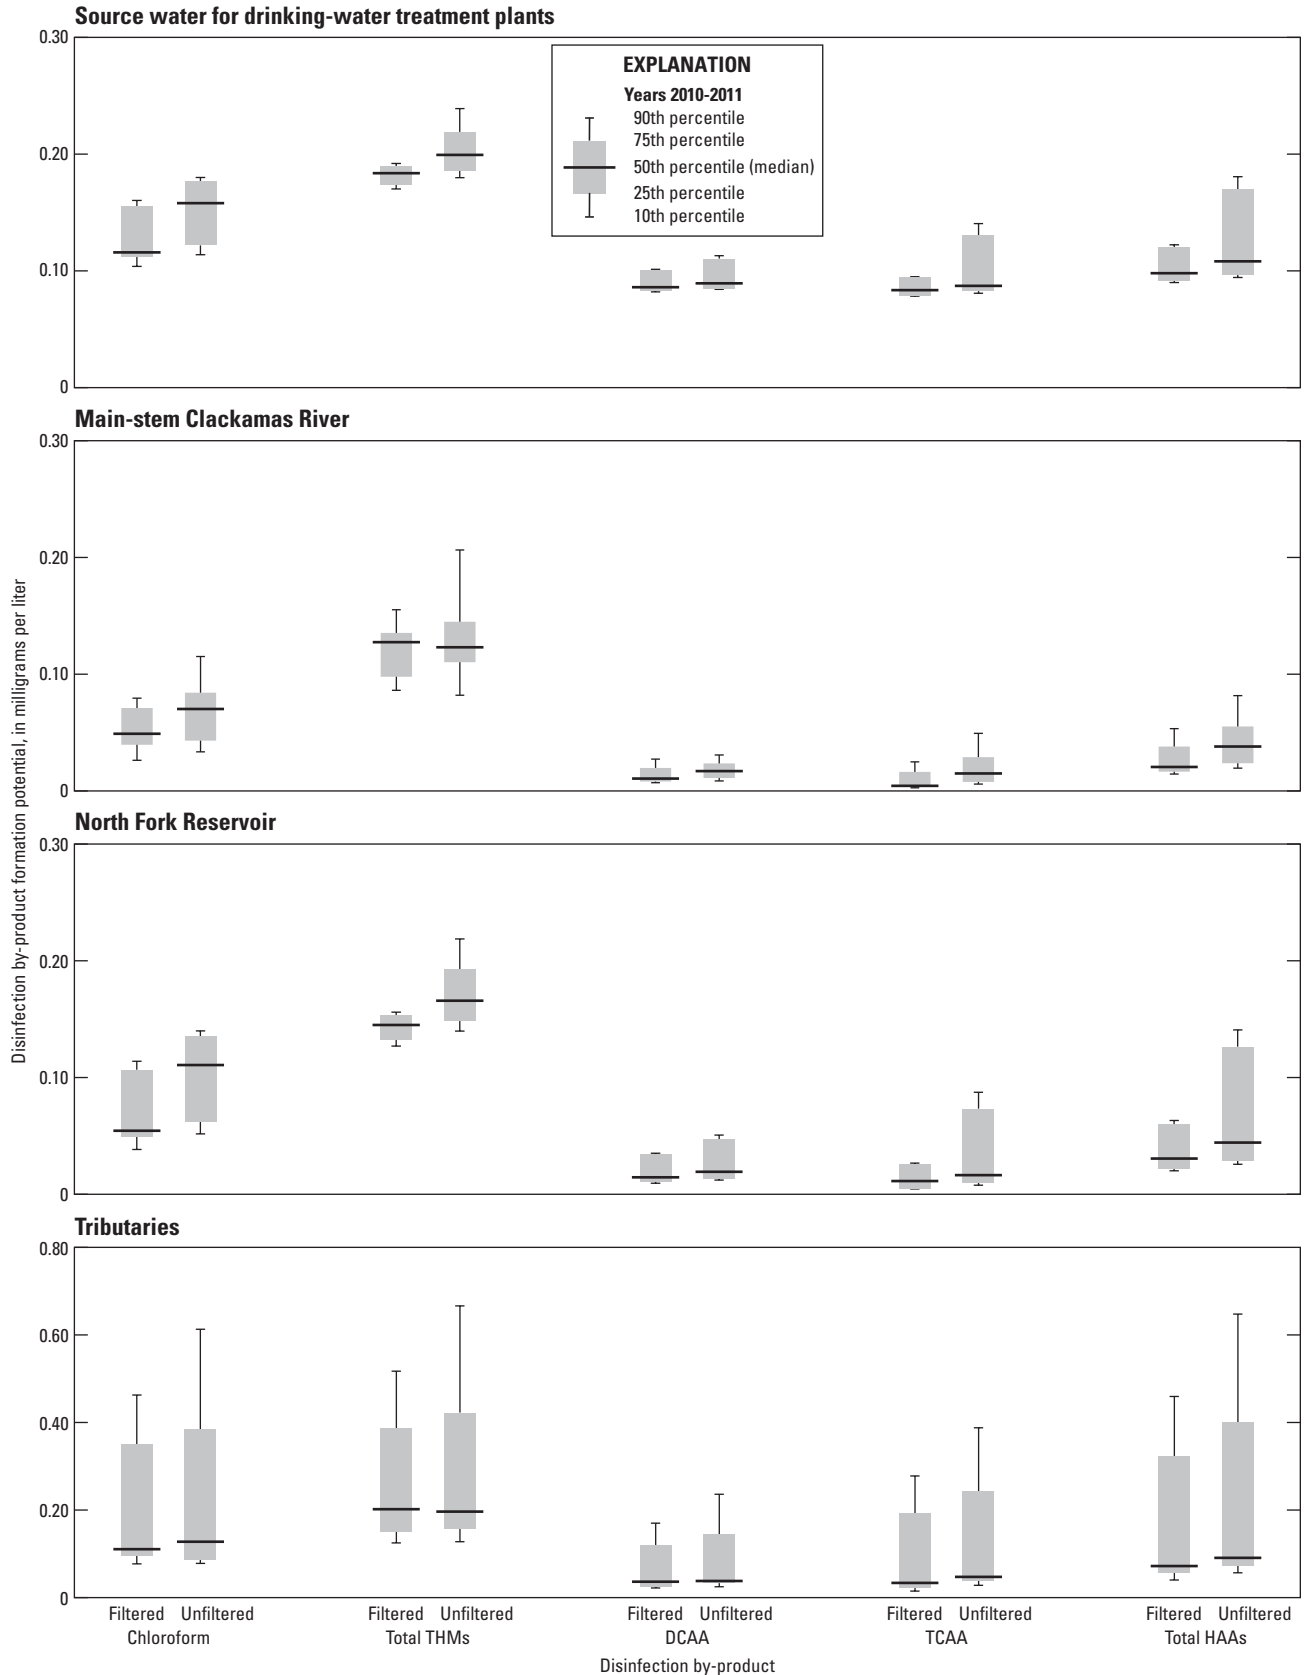 Source water for drinking-water treatment plants
0.30
0.20
0.10
0
EXPLANATION
Years 2010-2011
90th percentile
75th percentile
50th percentile (median)
25th percentile
10th percentile
Main-stem Clackamas River
0.30
0.20
0.10
0
North Fork Reservoir
0.30
0.20
0.10
0
Tributaries
0.80
0.60
0.40
0.20
0
Disinfection by-product formation potential, in milligrams per liter
Filtered Unfiltered Filtered Unfiltered Filtered Unfiltered Filtered Unfiltered Filtered Unfiltered
Chloroform Total THMs DCAA TCAA Total HAAs
Disinfection by-product